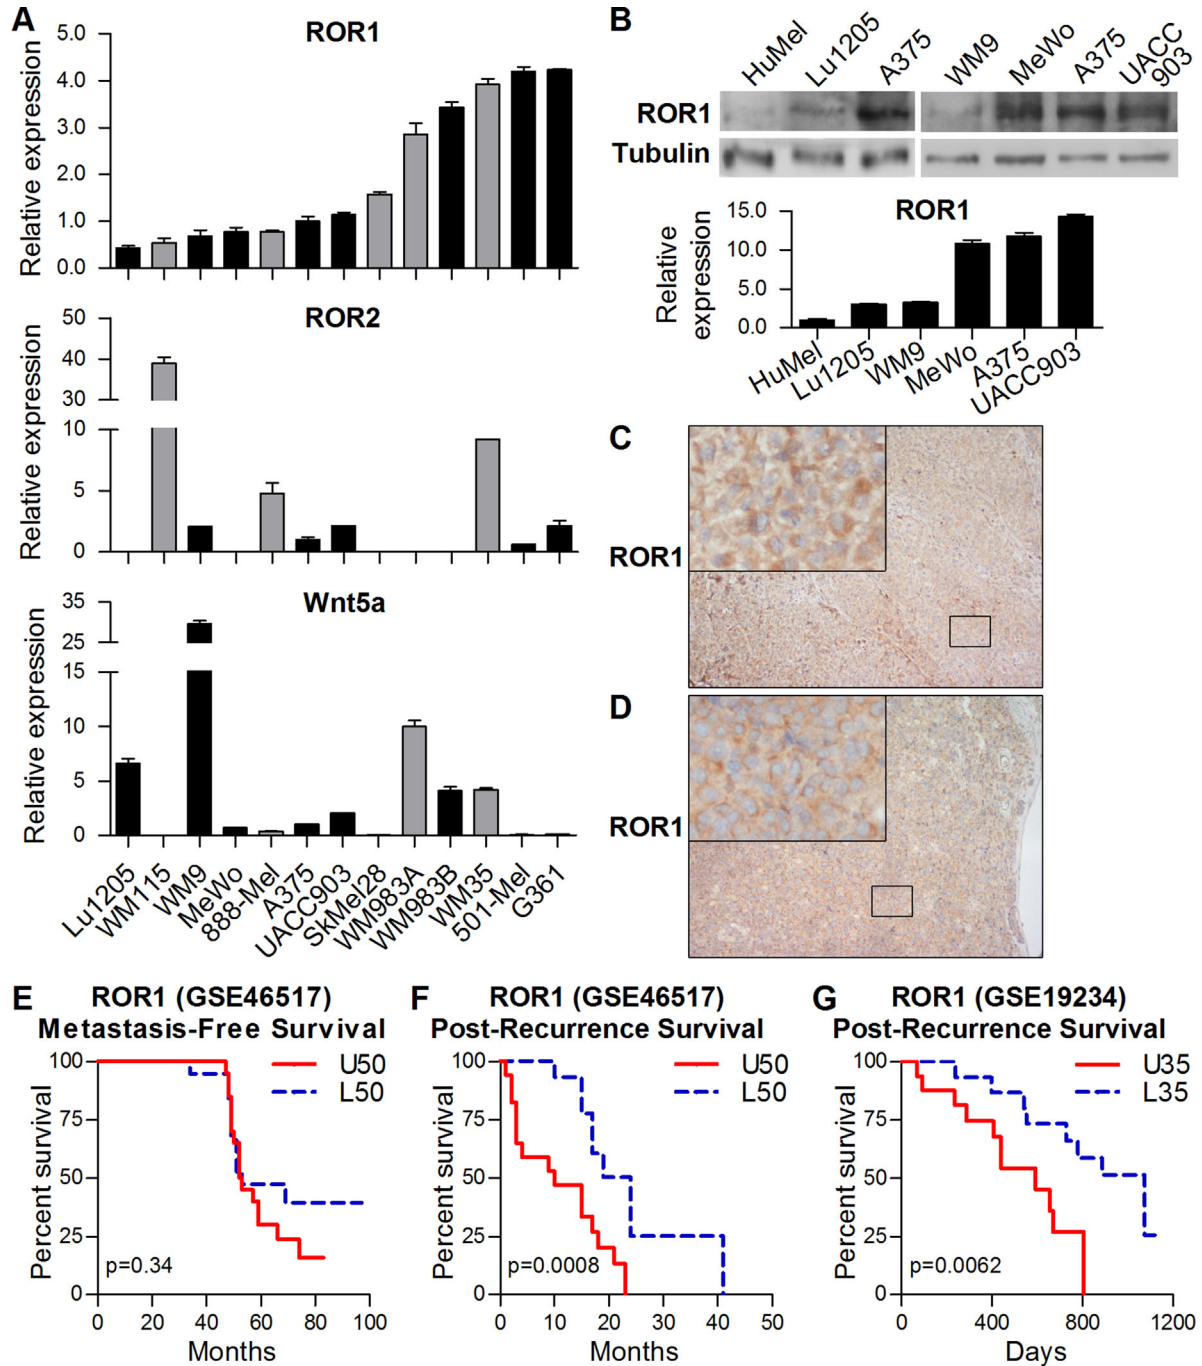 A
ROR1
Relative expression
5.0
4.0
3.0
2.0
1.0
0.0
ROR2
Relative expression
Relative expression
50
40
30
10
5
0
Wnt5a
Relative expression
35
25
15
10
5
0
Lu1205
WM115
WM9
MeWo
888-Mel
A375
UACC903
SkMel28
WM983A
WM983B
WM35
501-Mel
G361
B
HuMel
Lu1205
A375
WM9
MeWo
A375
UACC
903
ROR1
Tubulin
ROR1
Relative
expression
15.0
10.0
5.0
0.0
HuMel
Lu1205
WM9
MeWo
A375
UACC903
C
ROR1
D
ROR1
E
ROR1 (GSE46517)
Metastasis-Free Survival
Percent survival
100
75
50
25
0
U50
L50
p=0.34
0 20 40 60 80 100
Months
F
ROR1 (GSE46517)
Post-Recurrence Survival
Percent survival
100
75
50
25
0
U50
L50
p=0.0008
0 10 20 30 40 50
Months
G
ROR1 (GSE19234)
Post-Recurrence Survival
Percent survival
100
75
50
25
0
U35
L35
p=0.0062
0 400 800 1200
Days